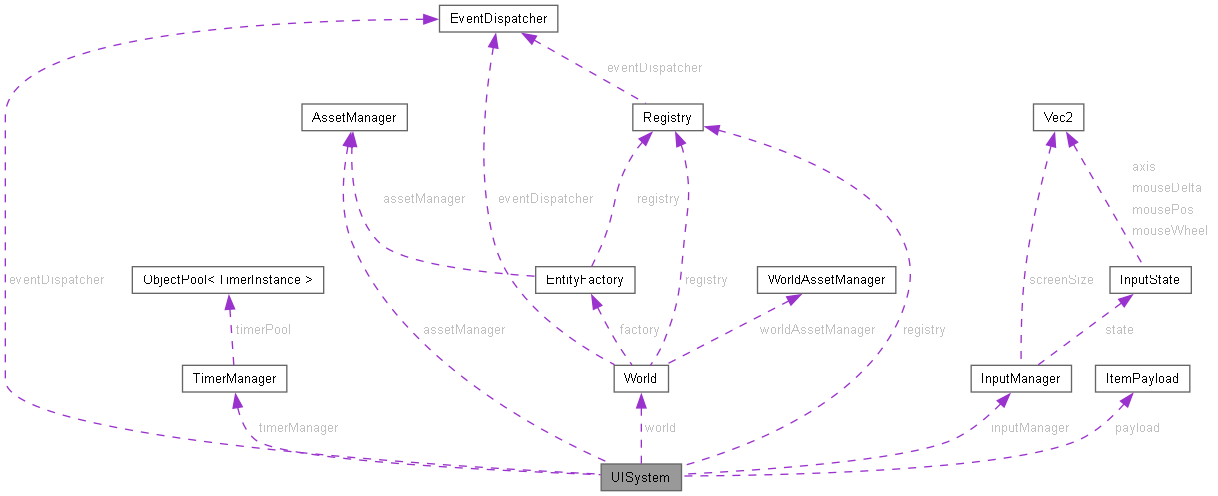 EventDispatcher
eventDispatcher
AssetManager
Registry
Vec2
axis
mouseDelta
mousePos
mouseWheel
assetManager
eventDispatcher
registry
eventDispatcher
ObjectPool< TimerInstance >
EntityFactory
registry
WorldAssetManager
screenSize
InputState
timerPool
assetManager
factory
worldAssetManager
registry
state
TimerManager
World
InputManager
ItemPayload
timerManager
world
inputManager
payload
UISystem